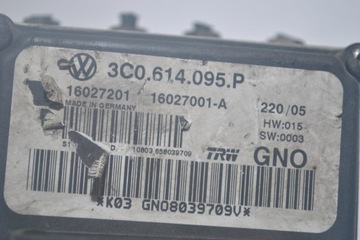 3C0.614.095.P
16027201 16027001-A
220/05
MADE IN GERMANY
HW:015
SW:0003
TRW GNO
*K03 GNO8039709V*